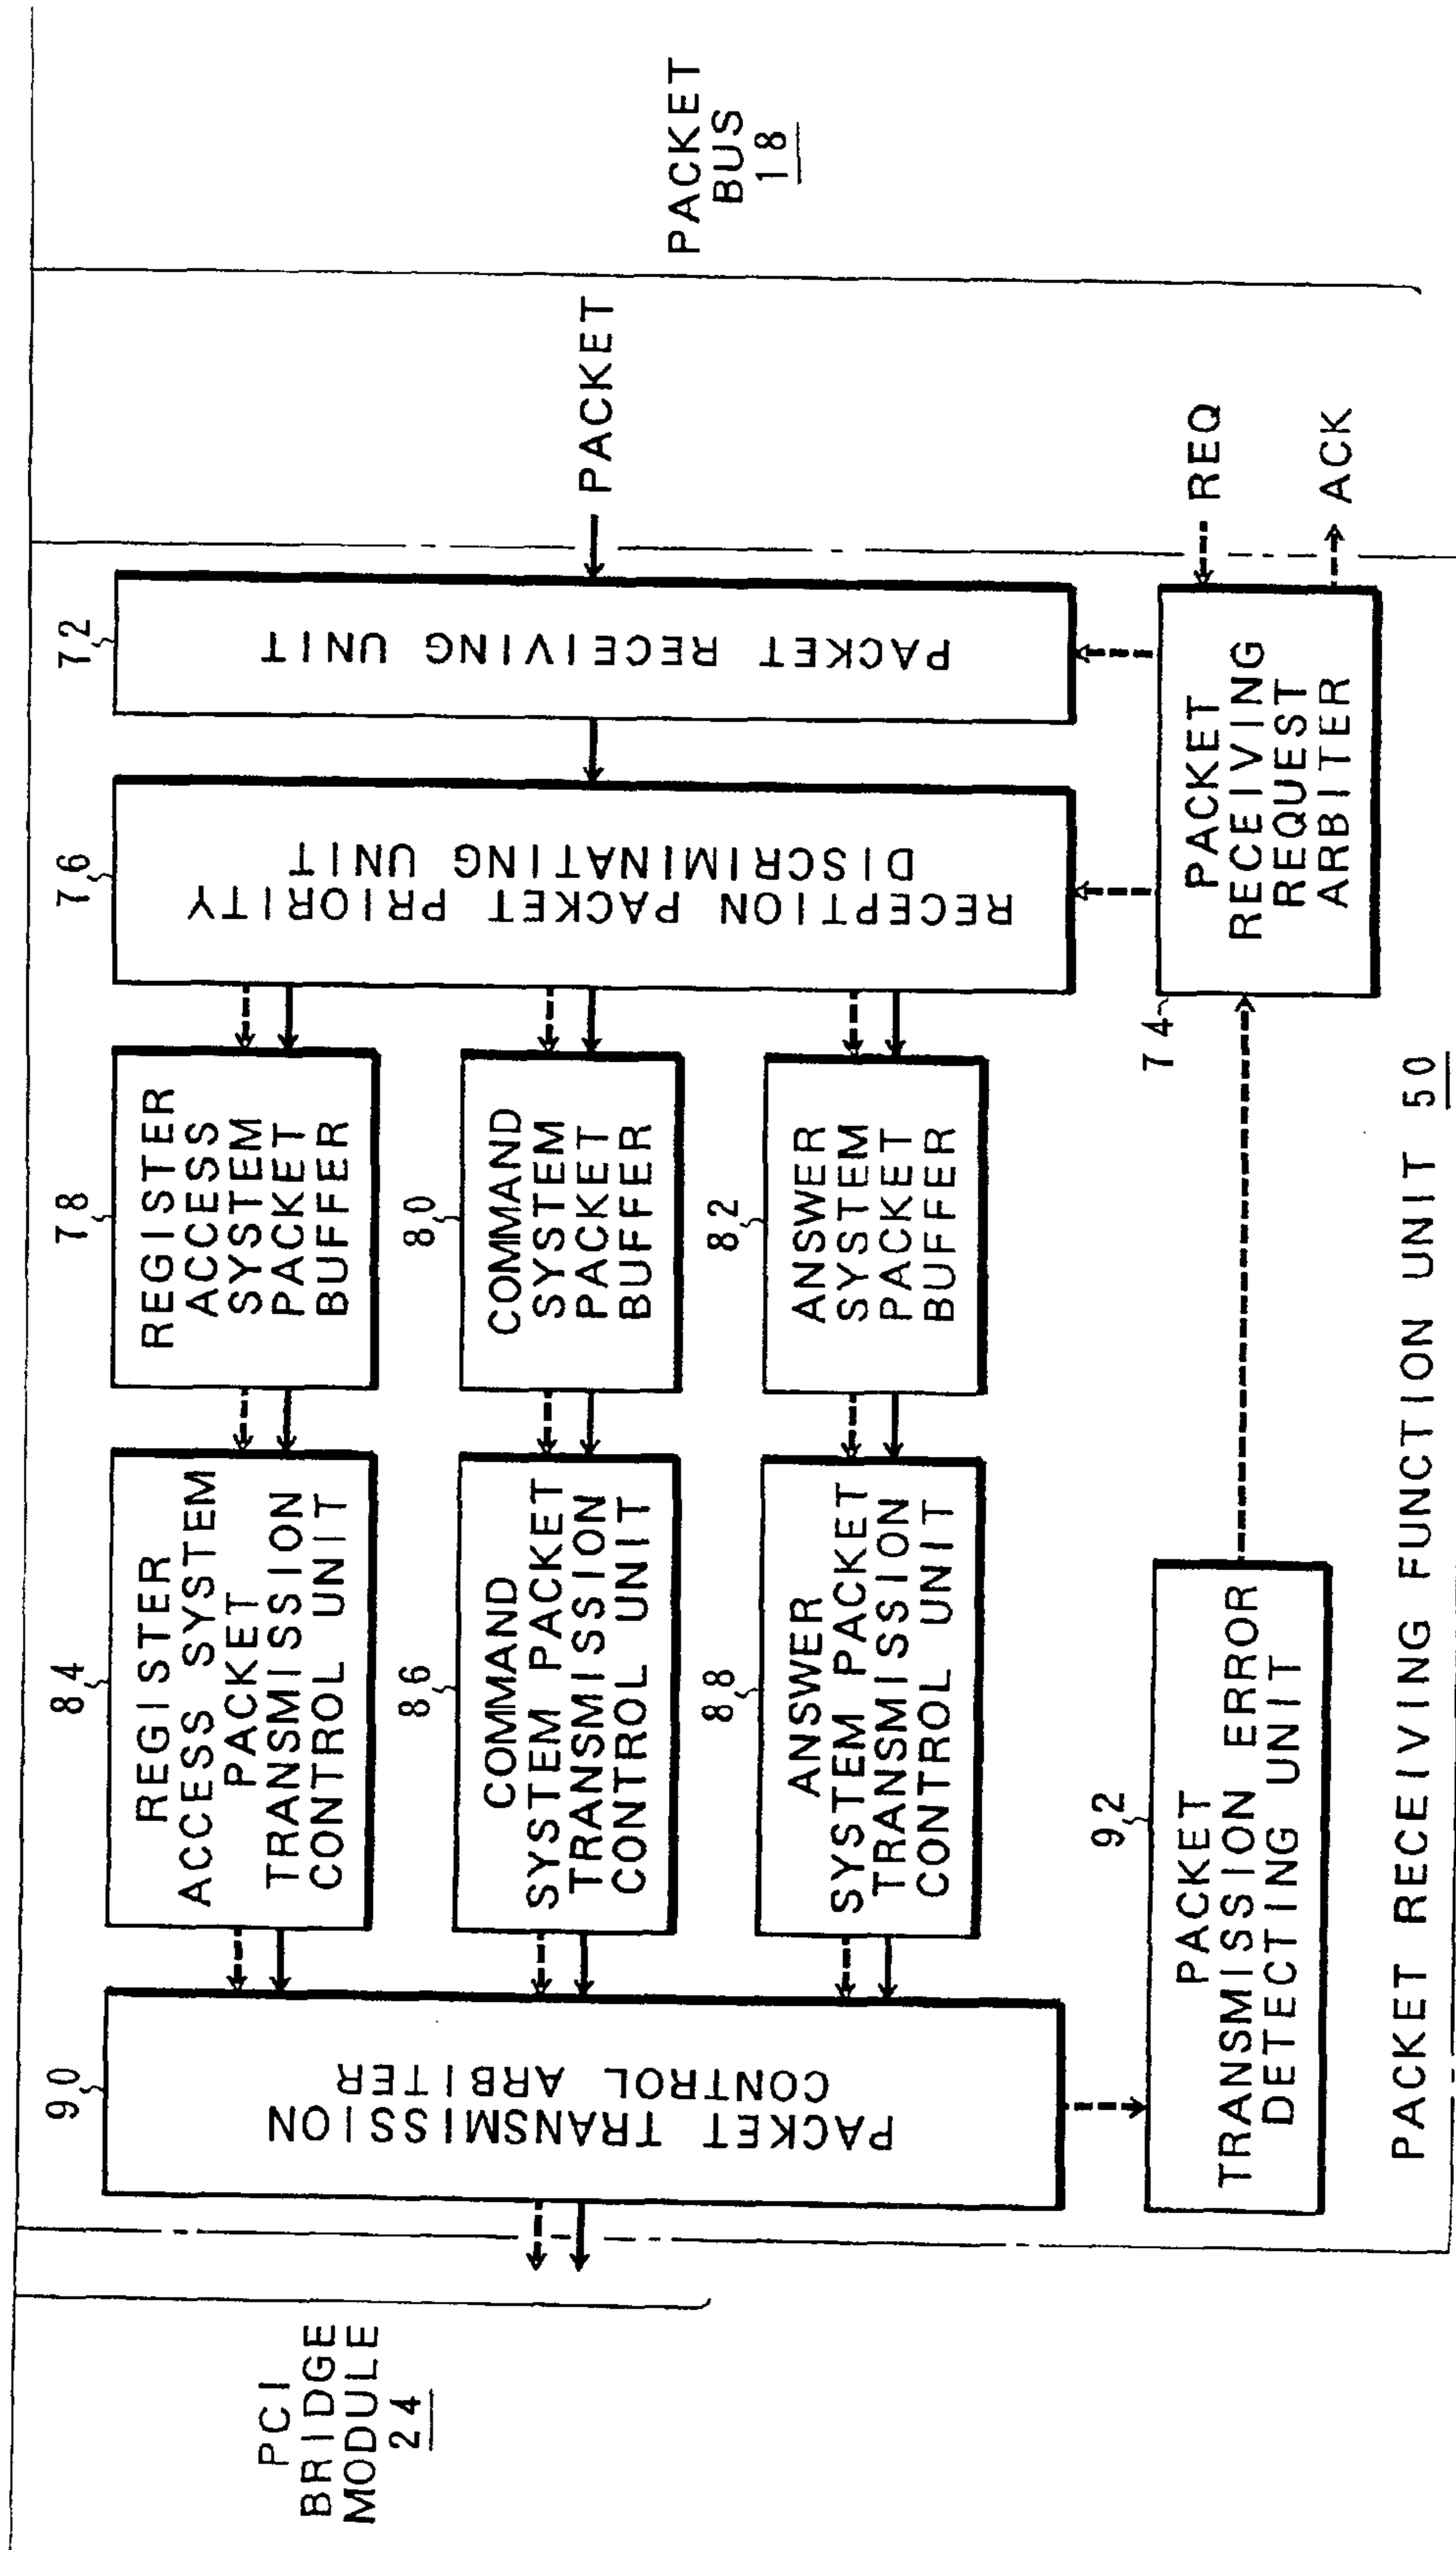 PCI
BRIDGE
MODULE
24
90
PACKET TRANSMISSION
CONTROL ARBITER
84
REGISTER
ACCESS SYSTEM
PACKET
TRANSMISSION
CONTROL UNIT
86
COMMAND
SYSTEM PACKET
TRANSMISSION
CONTROL UNIT
88
ANSWER
SYSTEM PACKET
TRANSMISSION
CONTROL UNIT
92
PACKET
TRANSMISSION ERROR
DETECTING UNIT
78
REGISTER
ACCESS
SYSTEM
PACKET
BUFFER
80
COMMAND
SYSTEM
PACKET
BUFFER
82
ANSWER
SYSTEM
PACKET
BUFFER
76
RECEPTION PACKET PRIORITY
DISCRIMINATING UNIT
72
PACKET RECEIVING UNIT
74
PACKET
RECEIVING
REQUEST
ARBITER
PACKET
REQ
ACK
PACKET
BUS
18
PACKET RECEIVING FUNCTION UNIT 50